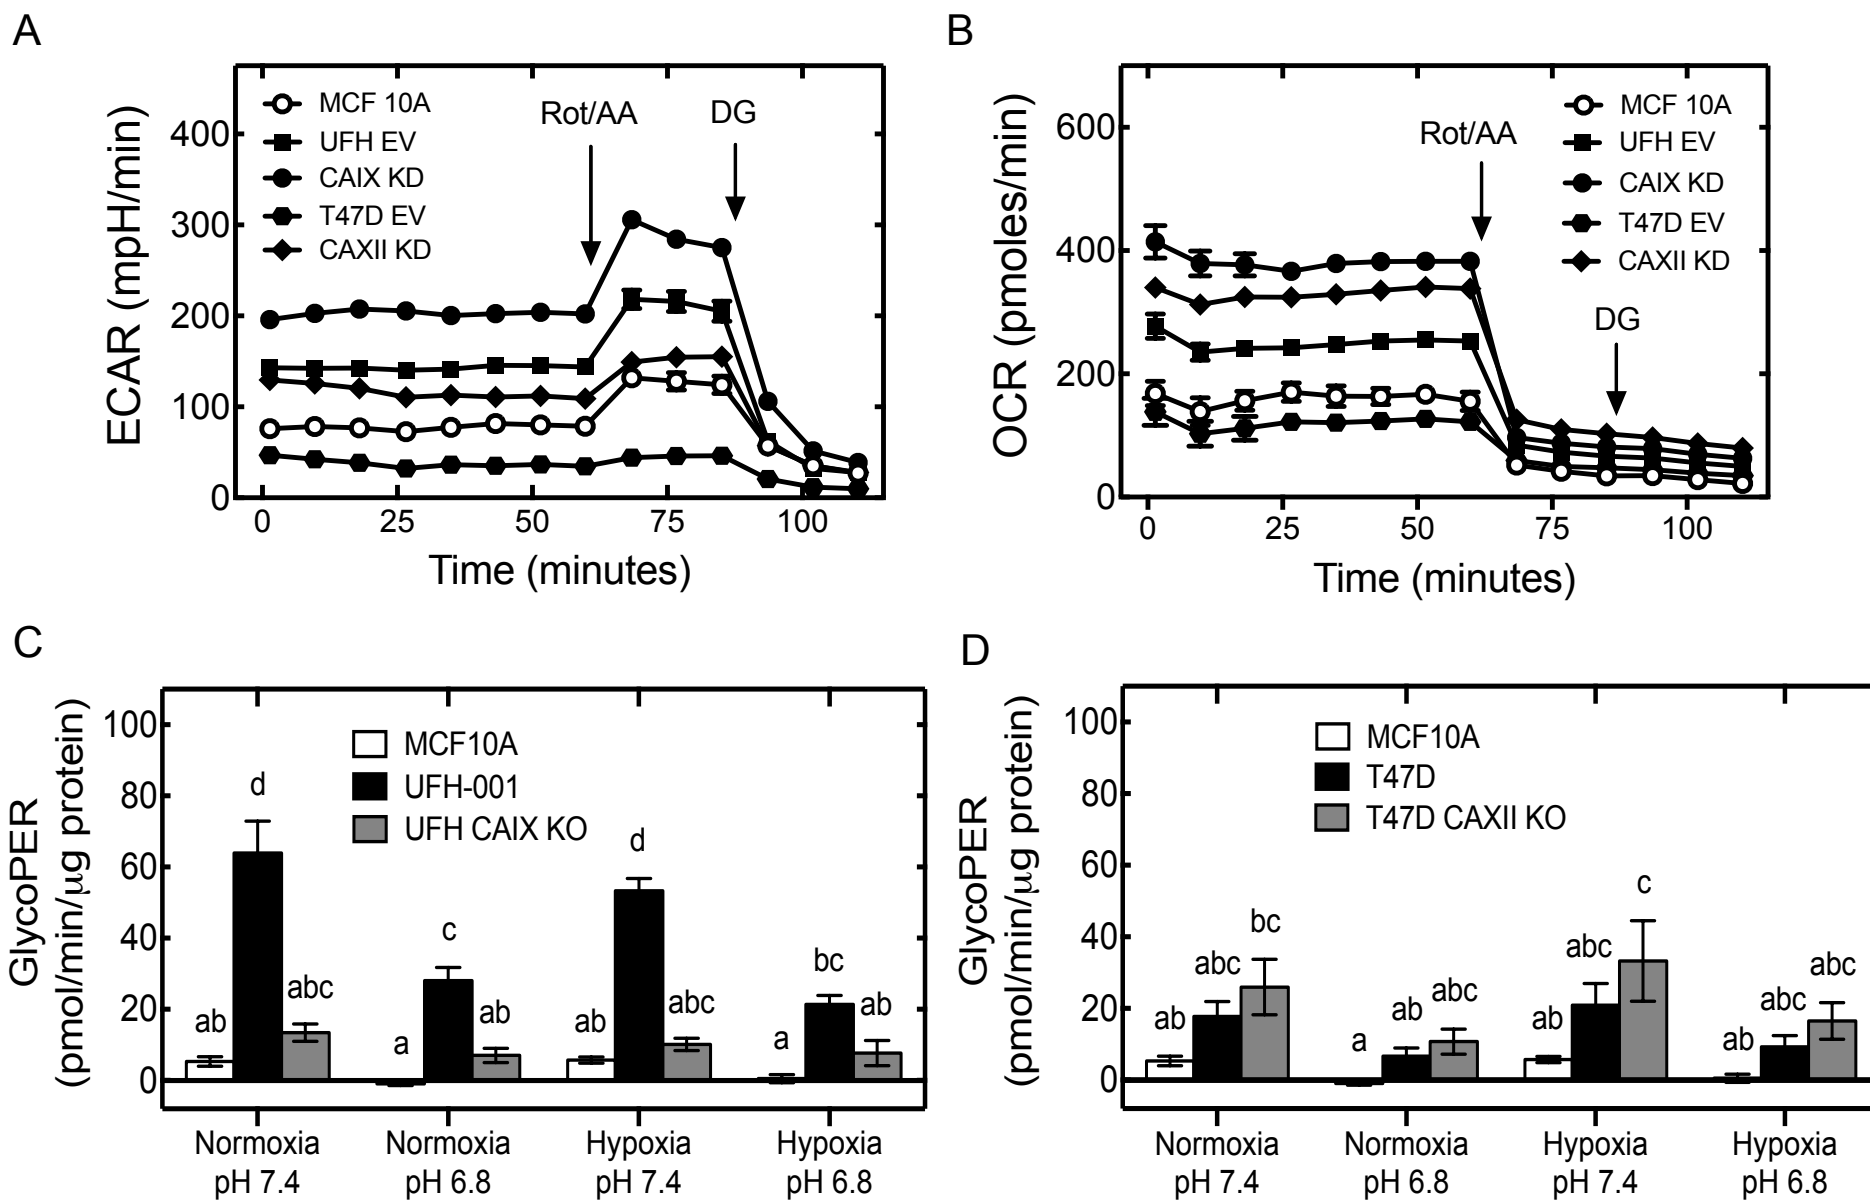 A
ECAR (mpH/min)
400
300
200
100
0
MCF 10A
UFH EV
CAIX KD
T47D EV
CAXII KD
Rot/AA
DG
0 25 50 75 100
Time (minutes)
B
OCR (pmoles/min)
600
400
200
0
Rot/AA
DG
MCF 10A
UFH EV
CAIX KD
T47D EV
CAXII KD
0 25 50 75 100
Time (minutes)
C
GlycoPER
(pmol/min/µg protein)
100
80
60
40
20
0
MCF10A
UFH-001
UFH CAIX KO
ab d abc
a c ab
ab d abc
a bc ab
Normoxia Normoxia Hypoxia Hypoxia
pH 7.4 pH 6.8 pH 7.4 pH 6.8
D
GlycoPER
(pmol/min/µg protein)
100
80
60
40
20
0
MCF10A
T47D
T47D CAXII KO
ab abc bc
a ab abc
ab abc c
ab abc abc
Normoxia Normoxia Hypoxia Hypoxia
pH 7.4 pH 6.8 pH 7.4 pH 6.8